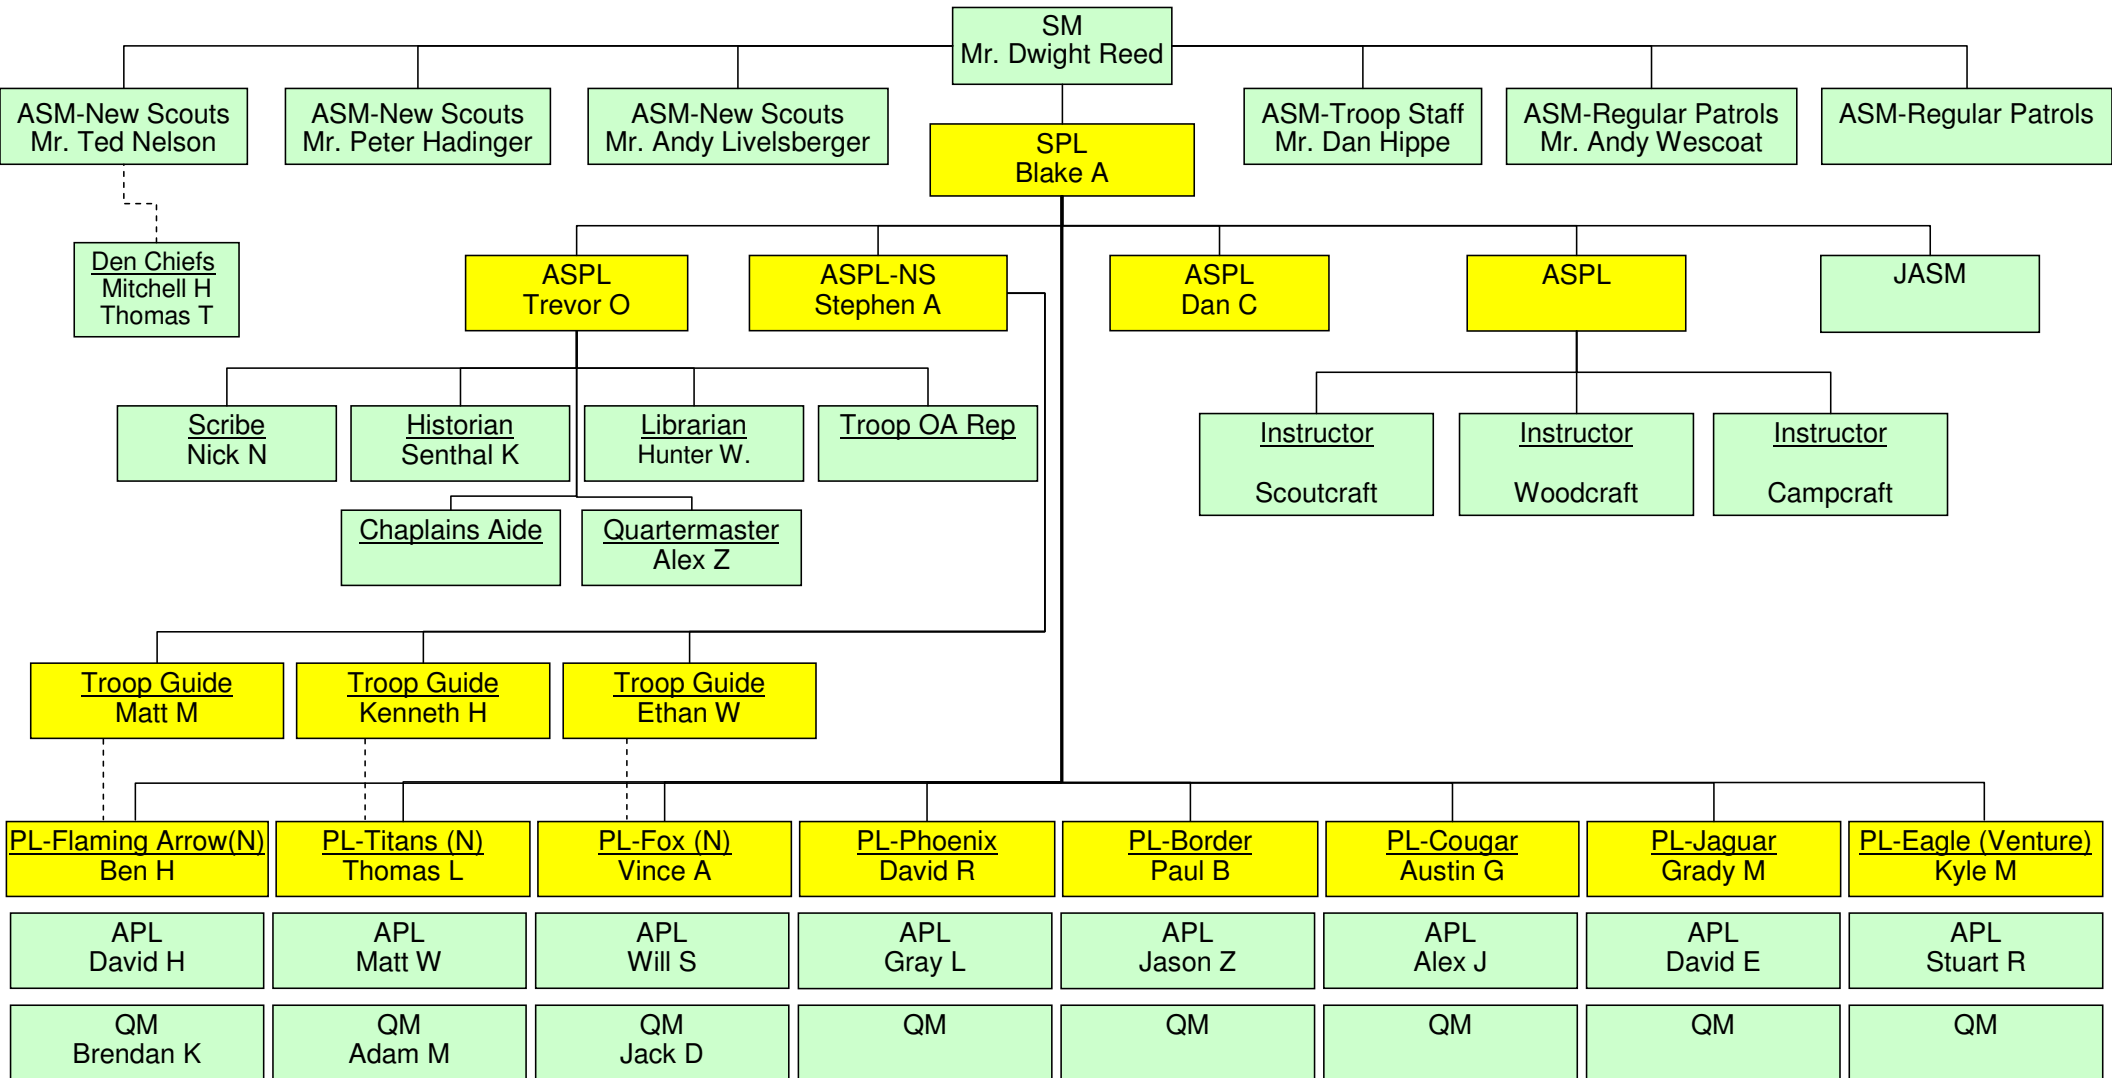 SM
Mr. Dwight Reed
ASM-New Scouts
Mr. Ted Nelson
ASM-New Scouts
Mr. Peter Hadinger
ASM-New Scouts
Mr. Andy Livelsberger
ASM-Troop Staff
Mr. Dan Hippe
ASM-Regular Patrols
Mr. Andy Wescoat
ASM-Regular Patrols
SPL
Blake A
Den Chiefs
Mitchell H
Thomas T
ASPL
Trevor O
ASPL-NS
Stephen A
ASPL
Dan C
ASPL
JASM
Scribe
Nick N
Historian
Senthal K
Librarian
Hunter W.
Troop OA Rep
Instructor
Scoutcraft
Instructor
Woodcraft
Instructor
Campcraft
Chaplains Aide
Quartermaster
Alex Z
Troop Guide
Matt M
Troop Guide
Kenneth H
Troop Guide
Ethan W
PL-Flaming Arrow(N)
Ben H
PL-Titans (N)
Thomas L
PL-Fox (N)
Vince A
PL-Phoenix
David R
PL-Border
Paul B
PL-Cougar
Austin G
PL-Jaguar
Grady M
PL-Eagle (Venture)
Kyle M
APL
David H
APL
Matt W
APL
Will S
APL
Gray L
APL
Jason Z
APL
Alex J
APL
David E
APL
Stuart R
QM
Brendan K
QM
Adam M
QM
Jack D
QM
QM
QM
QM
QM